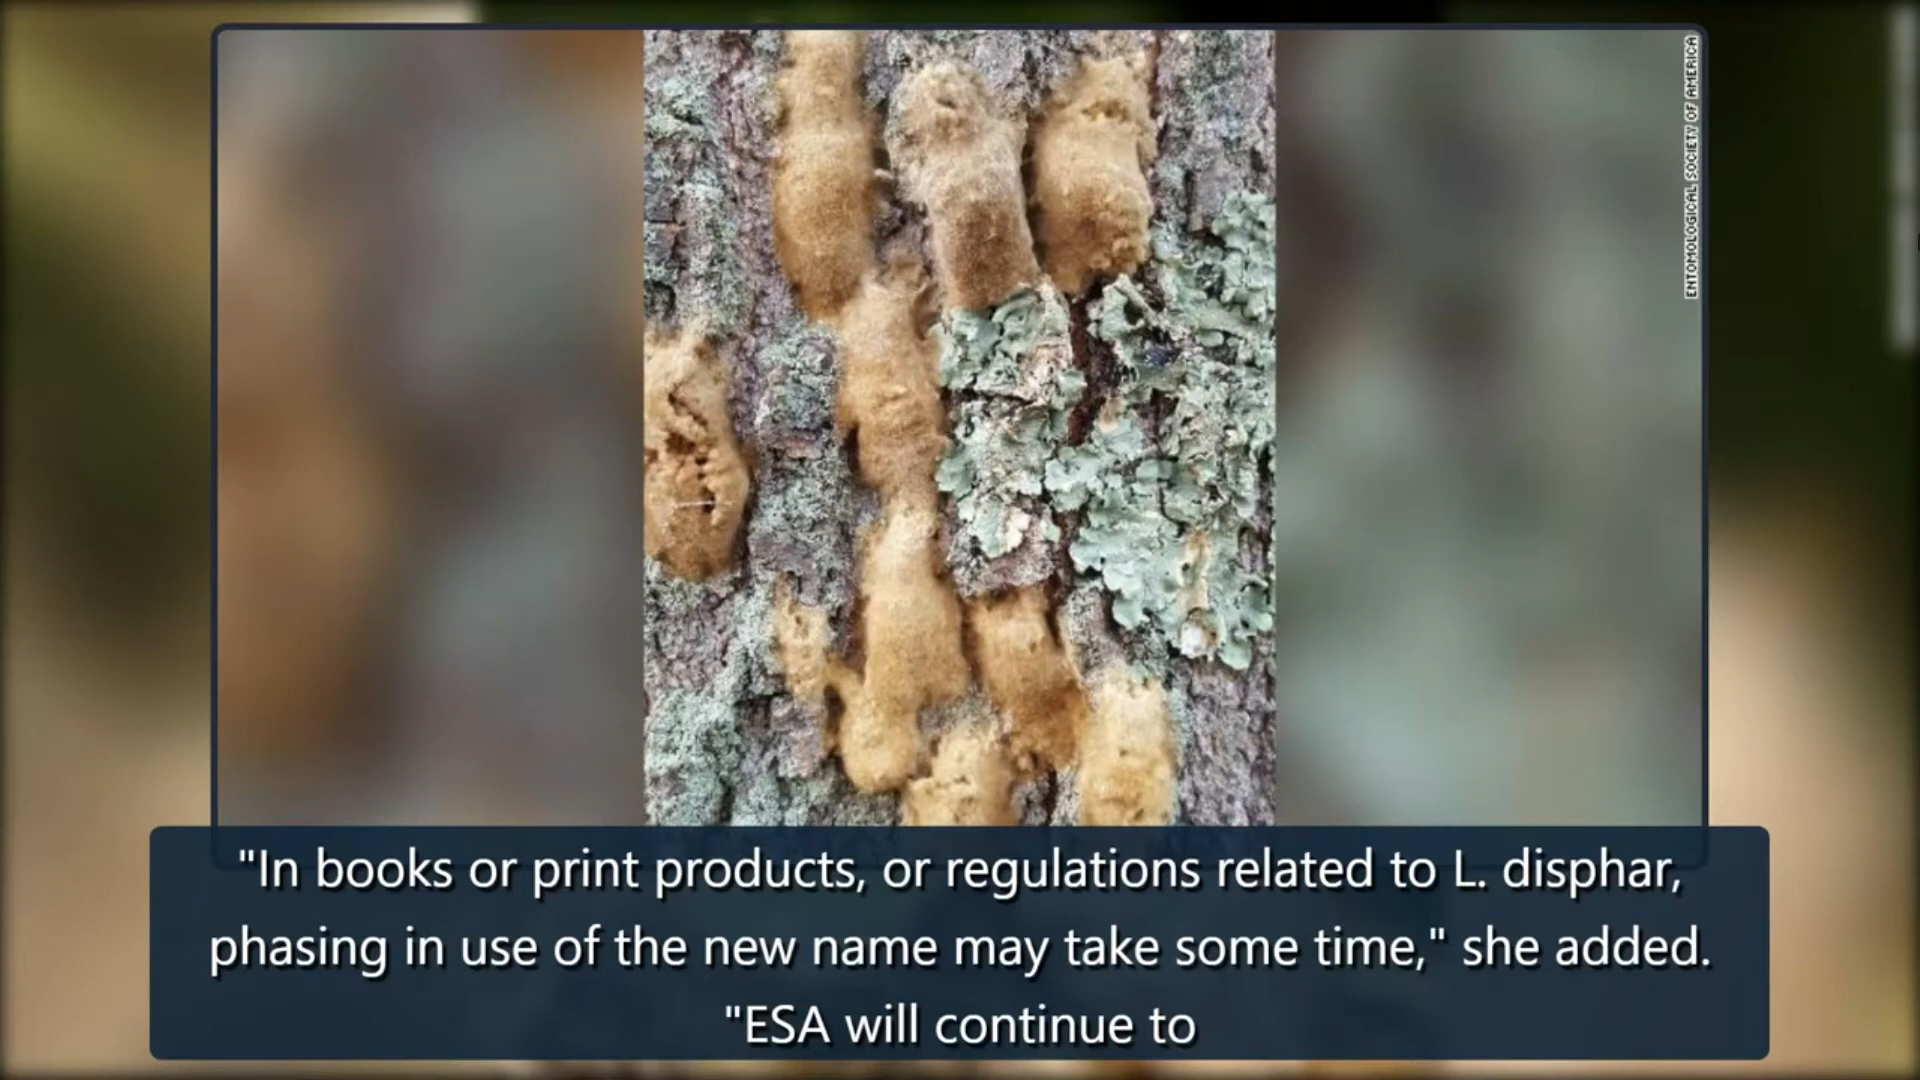 ENTOMOLOGICAL SOCIETY OF AMERICA
"In books or print products, or regulations related to L. disphar,
phasing in use of the new name may take some time," she added.
"ESA will continue to